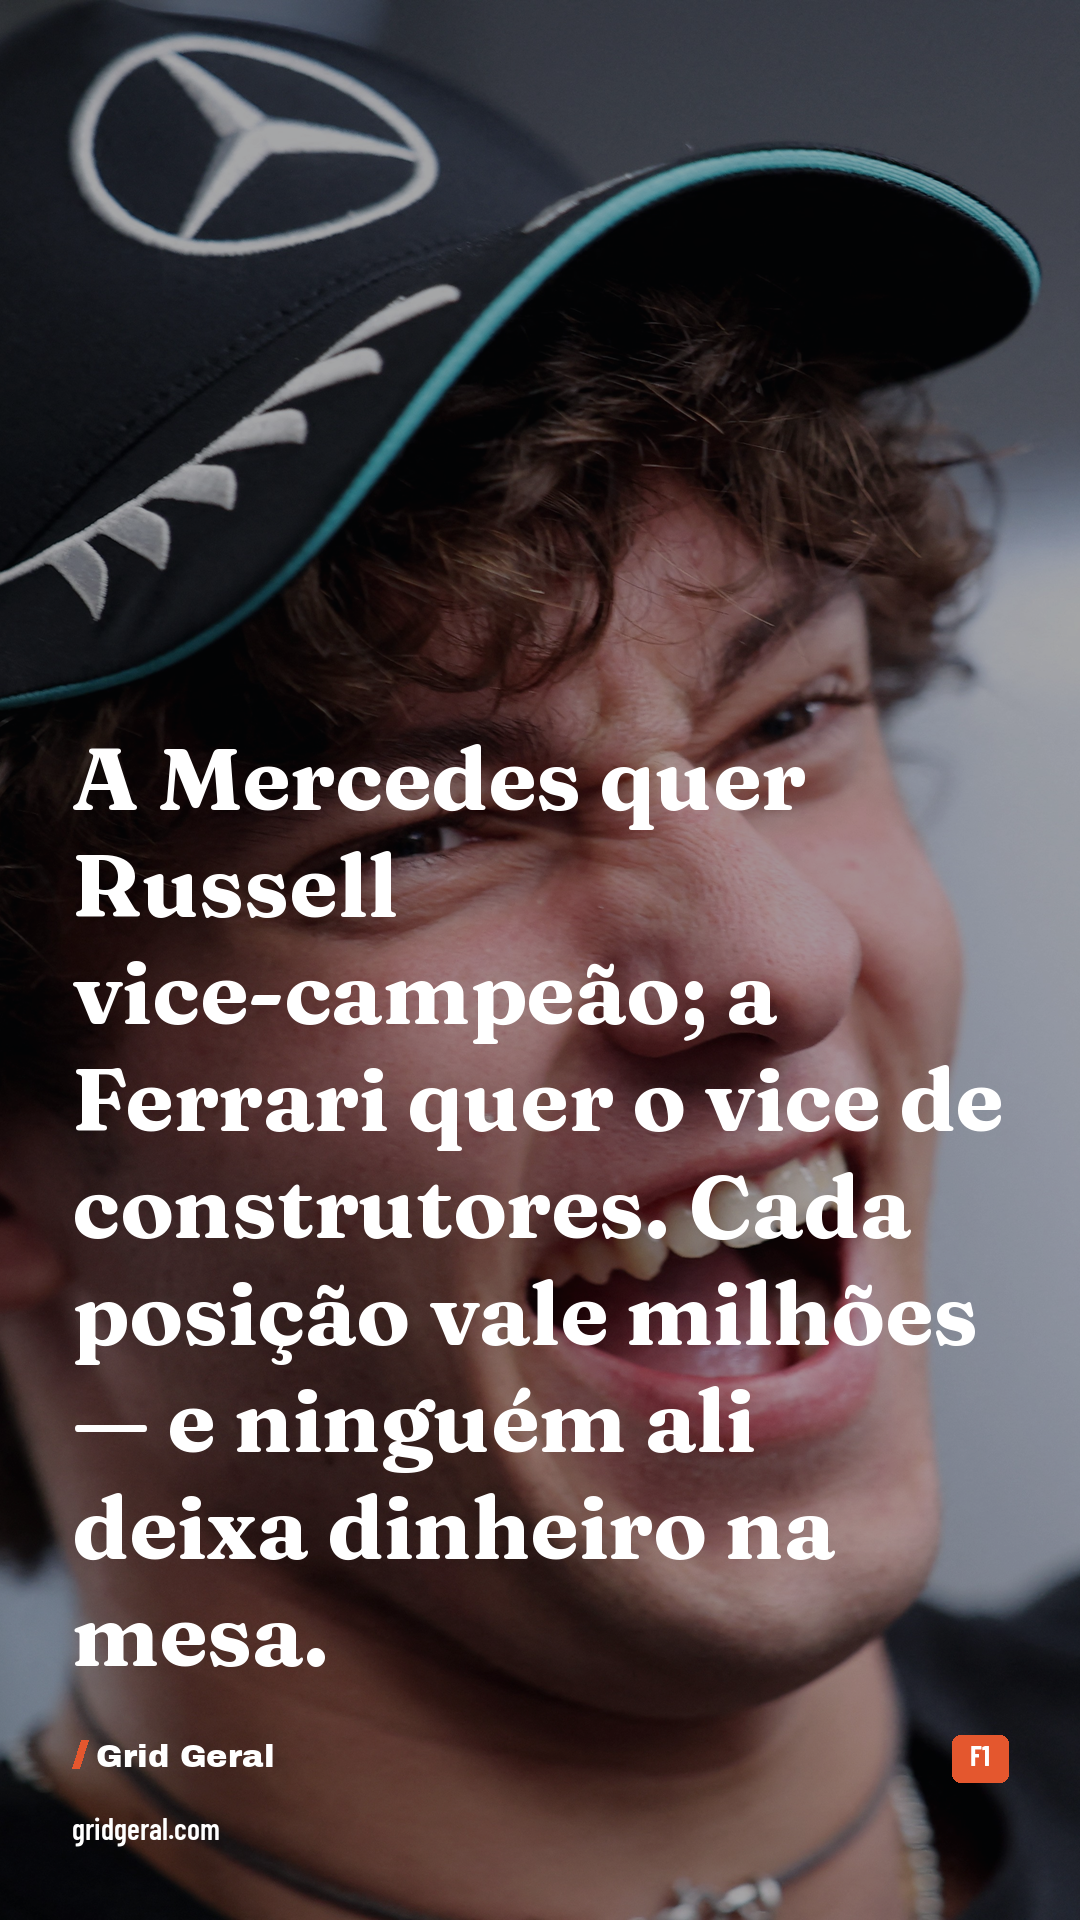 A Mercedes quer
Russell
vice-campeão; a
Ferrari quer o vice de
construtores. Cada
posição vale milhões
— e ninguém ali
deixa dinheiro na
mesa.
/ Grid Geral
F1
gridgeral.com